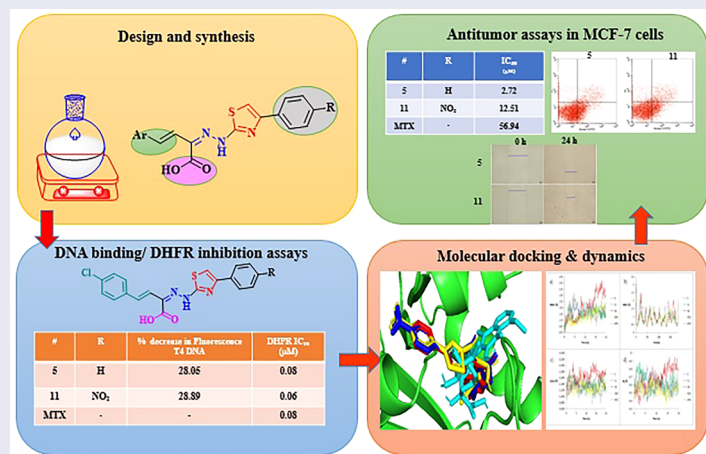 Design and synthesis
Ar
N
N
N
H
S
N
R
HO
O
Antitumor assays in MCF-7 cells
# R IC₅₀ (μM)
5 H 2.72
11 NO₂ 12.51
MTX - 56.94
5 11
0 h 24 h
5
11
DNA binding/ DHFR inhibition assays
Cl
N
N
N
H
S
N
R
HO
O
# R % decrease in Fluorescence T4 DNA DHFR IC₅₀ (μM)
5 H 28.05 0.08
11 NO₂ 28.89 0.06
MTX - - 0.08
Molecular docking & dynamics